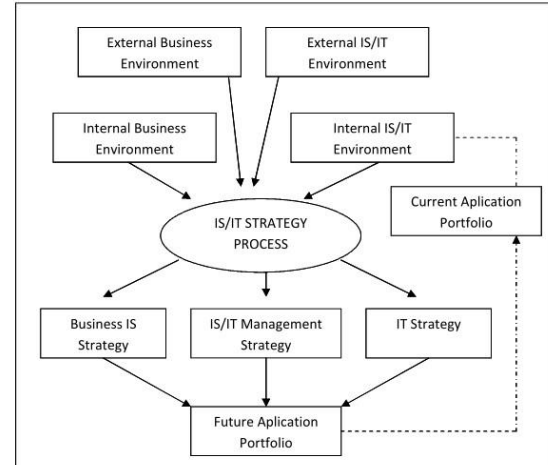 External Business
Environment
External IS/IT
Environment
Internal Business
Environment
Internal IS/IT
Environment
Current Aplication
Portfolio
IS/IT STRATEGY
PROCESS
Business IS
Strategy
IS/IT Management
Strategy
IT Strategy
Future Aplication
Portfolio